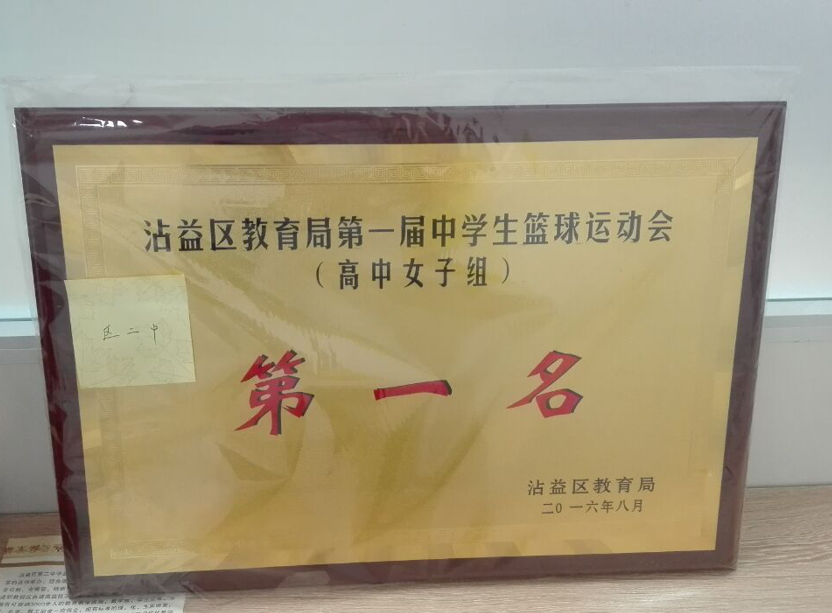 沾益区教育局第一届中学生篮球运动会
（高中女子组）
区二中
第一名
沾益区教育局
二0一六年八月